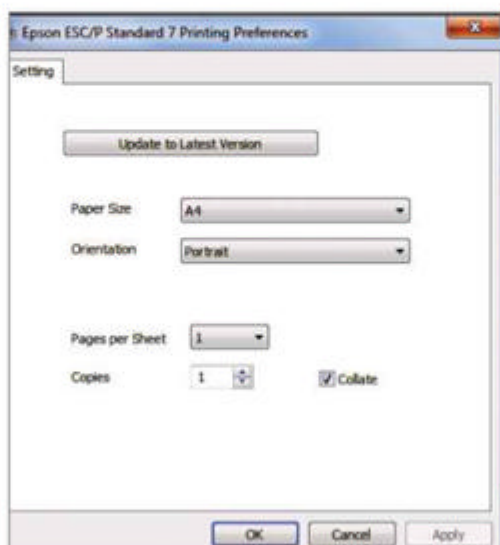 Epson ESC/P Standard 7 Printing Preferences
Setting
Update to Latest Version
Paper Size A4
Orientation Portrait
Pages per Sheet 1
Copies 1 Collate
OK Cancel Apply